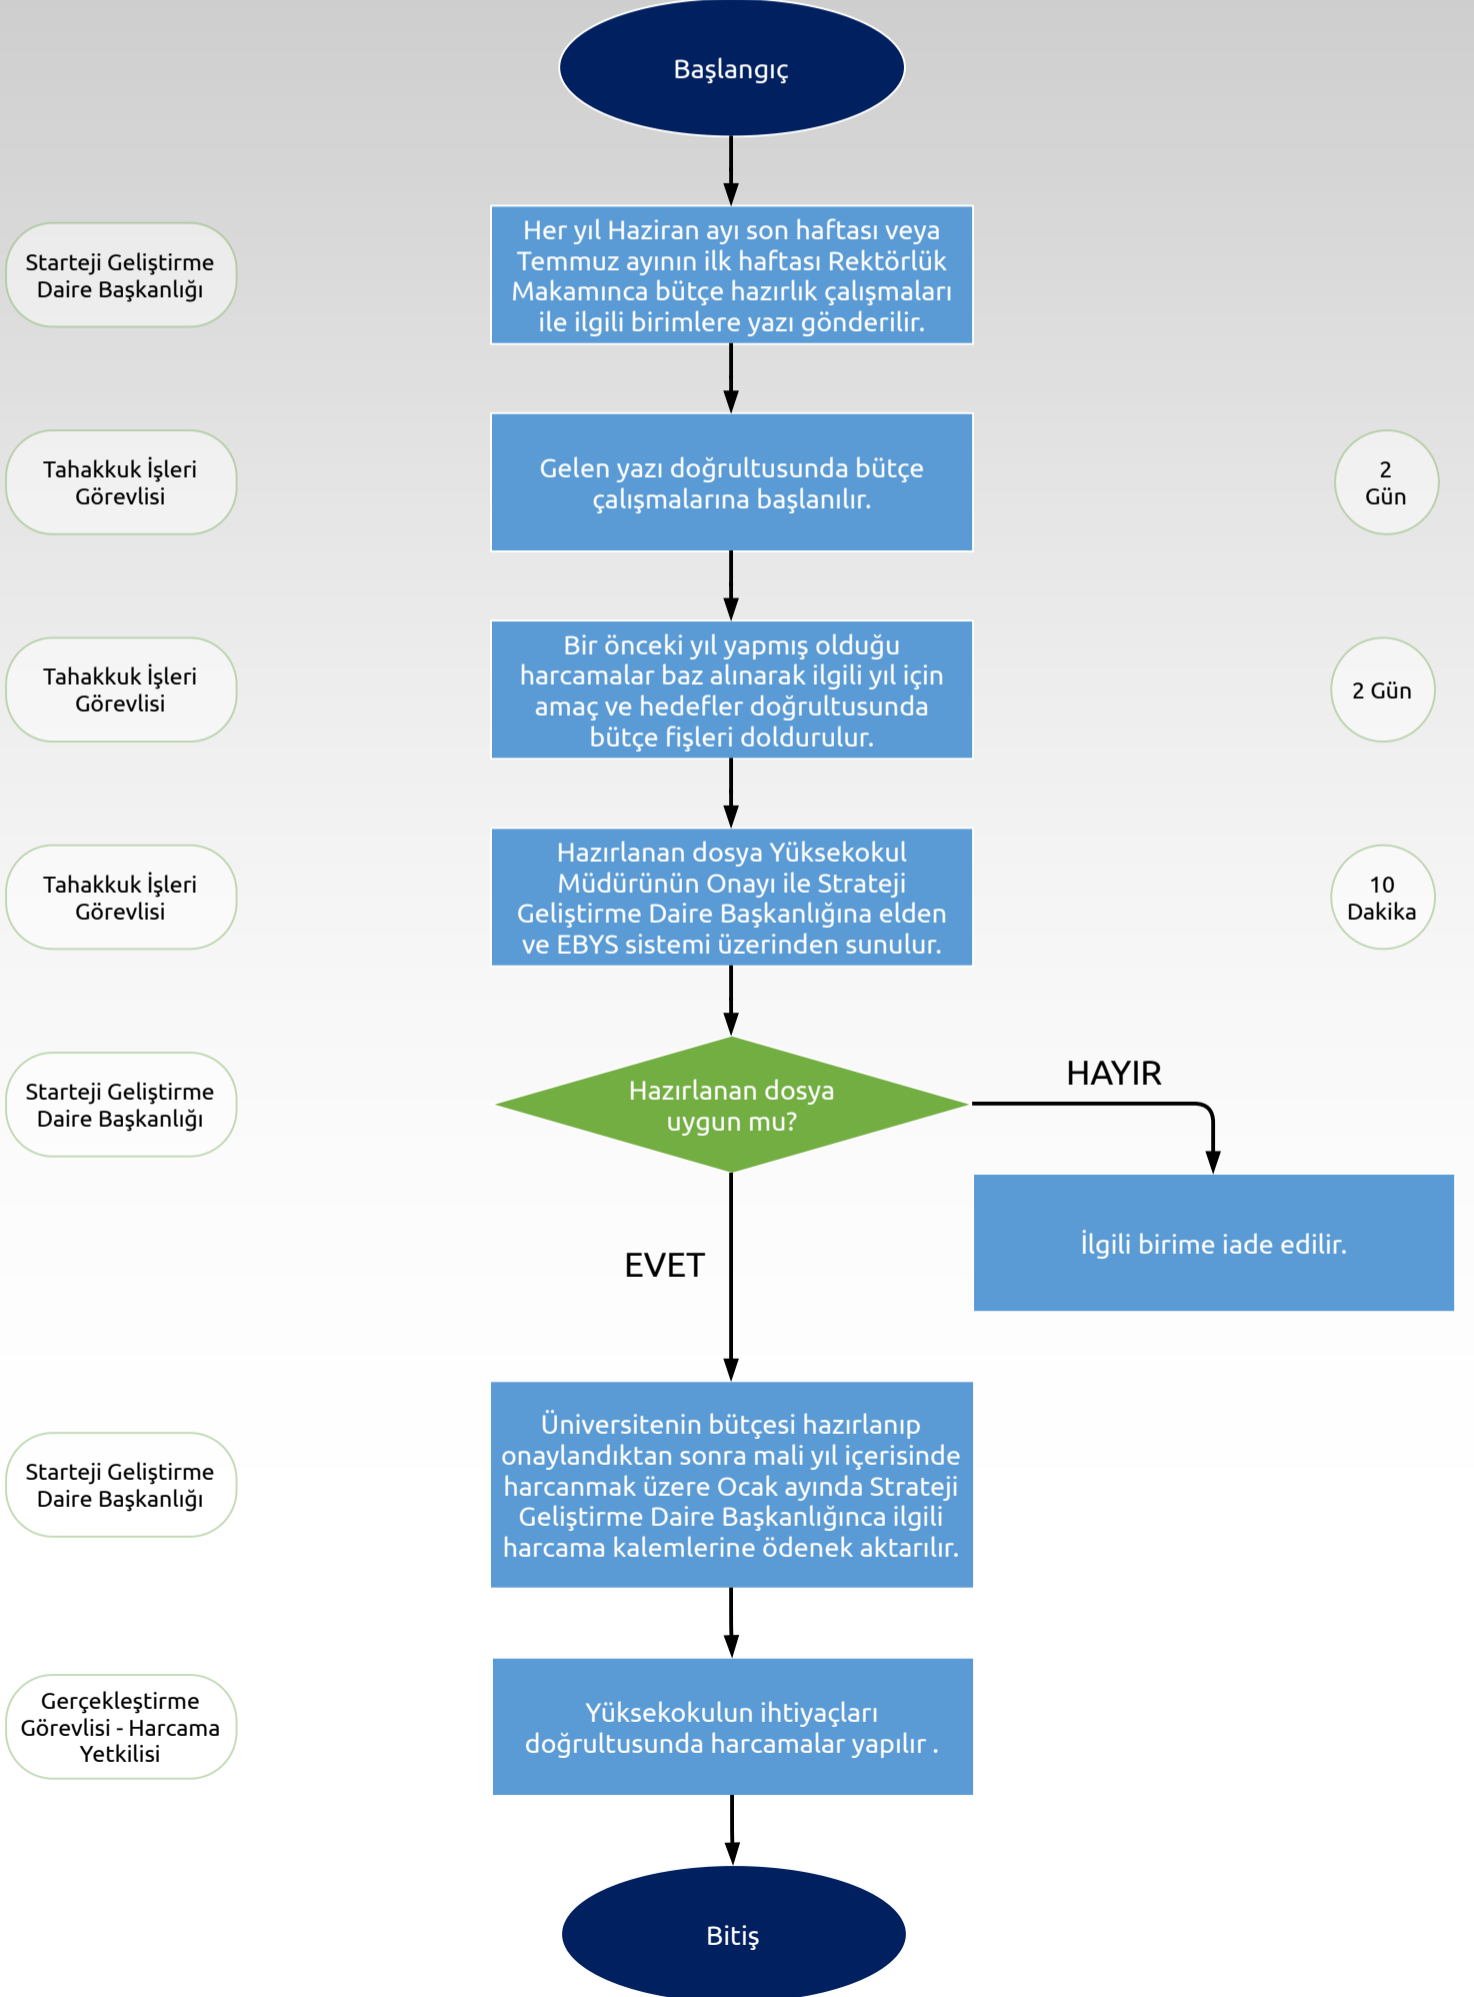 Başlangıç
Starteji Geliştirme
Daire Başkanlığı
Her yıl Haziran ayı son haftası veya
Temmuz ayının ilk haftası Rektörlük
Makamınca bütçe hazırlık çalışmaları
ile ilgili birimlere yazı gönderilir.
Tahakkuk İşleri
Görevlisi
Gelen yazı doğrultusunda bütçe
çalışmalarına başlanılır.
2
Gün
Tahakkuk İşleri
Görevlisi
Bir önceki yıl yapmış olduğu
harcamalar baz alınarak ilgili yıl için
amaç ve hedefler doğrultusunda
bütçe fişleri doldurulur.
2 Gün
Tahakkuk İşleri
Görevlisi
Hazırlanan dosya Yüksekokul
Müdürünün Onayı ile Strateji
Geliştirme Daire Başkanlığına elden
ve EBYS sistemi üzerinden sunulur.
10
Dakika
Starteji Geliştirme
Daire Başkanlığı
Hazırlanan dosya
uygun mu?
HAYIR
İlgili birime iade edilir.
EVET
Starteji Geliştirme
Daire Başkanlığı
Üniversitenin bütçesi hazırlanıp
onaylandıktan sonra mali yıl içerisinde
harcanmak üzere Ocak ayında Strateji
Geliştirme Daire Başkanlığınca ilgili
harcama kalemlerine ödenek aktarılır.
Gerçekleştirme
Görevlisi - Harcama
Yetkilisi
Yüksekokulun ihtiyaçları
doğrultusunda harcamalar yapılır .
Bitiş